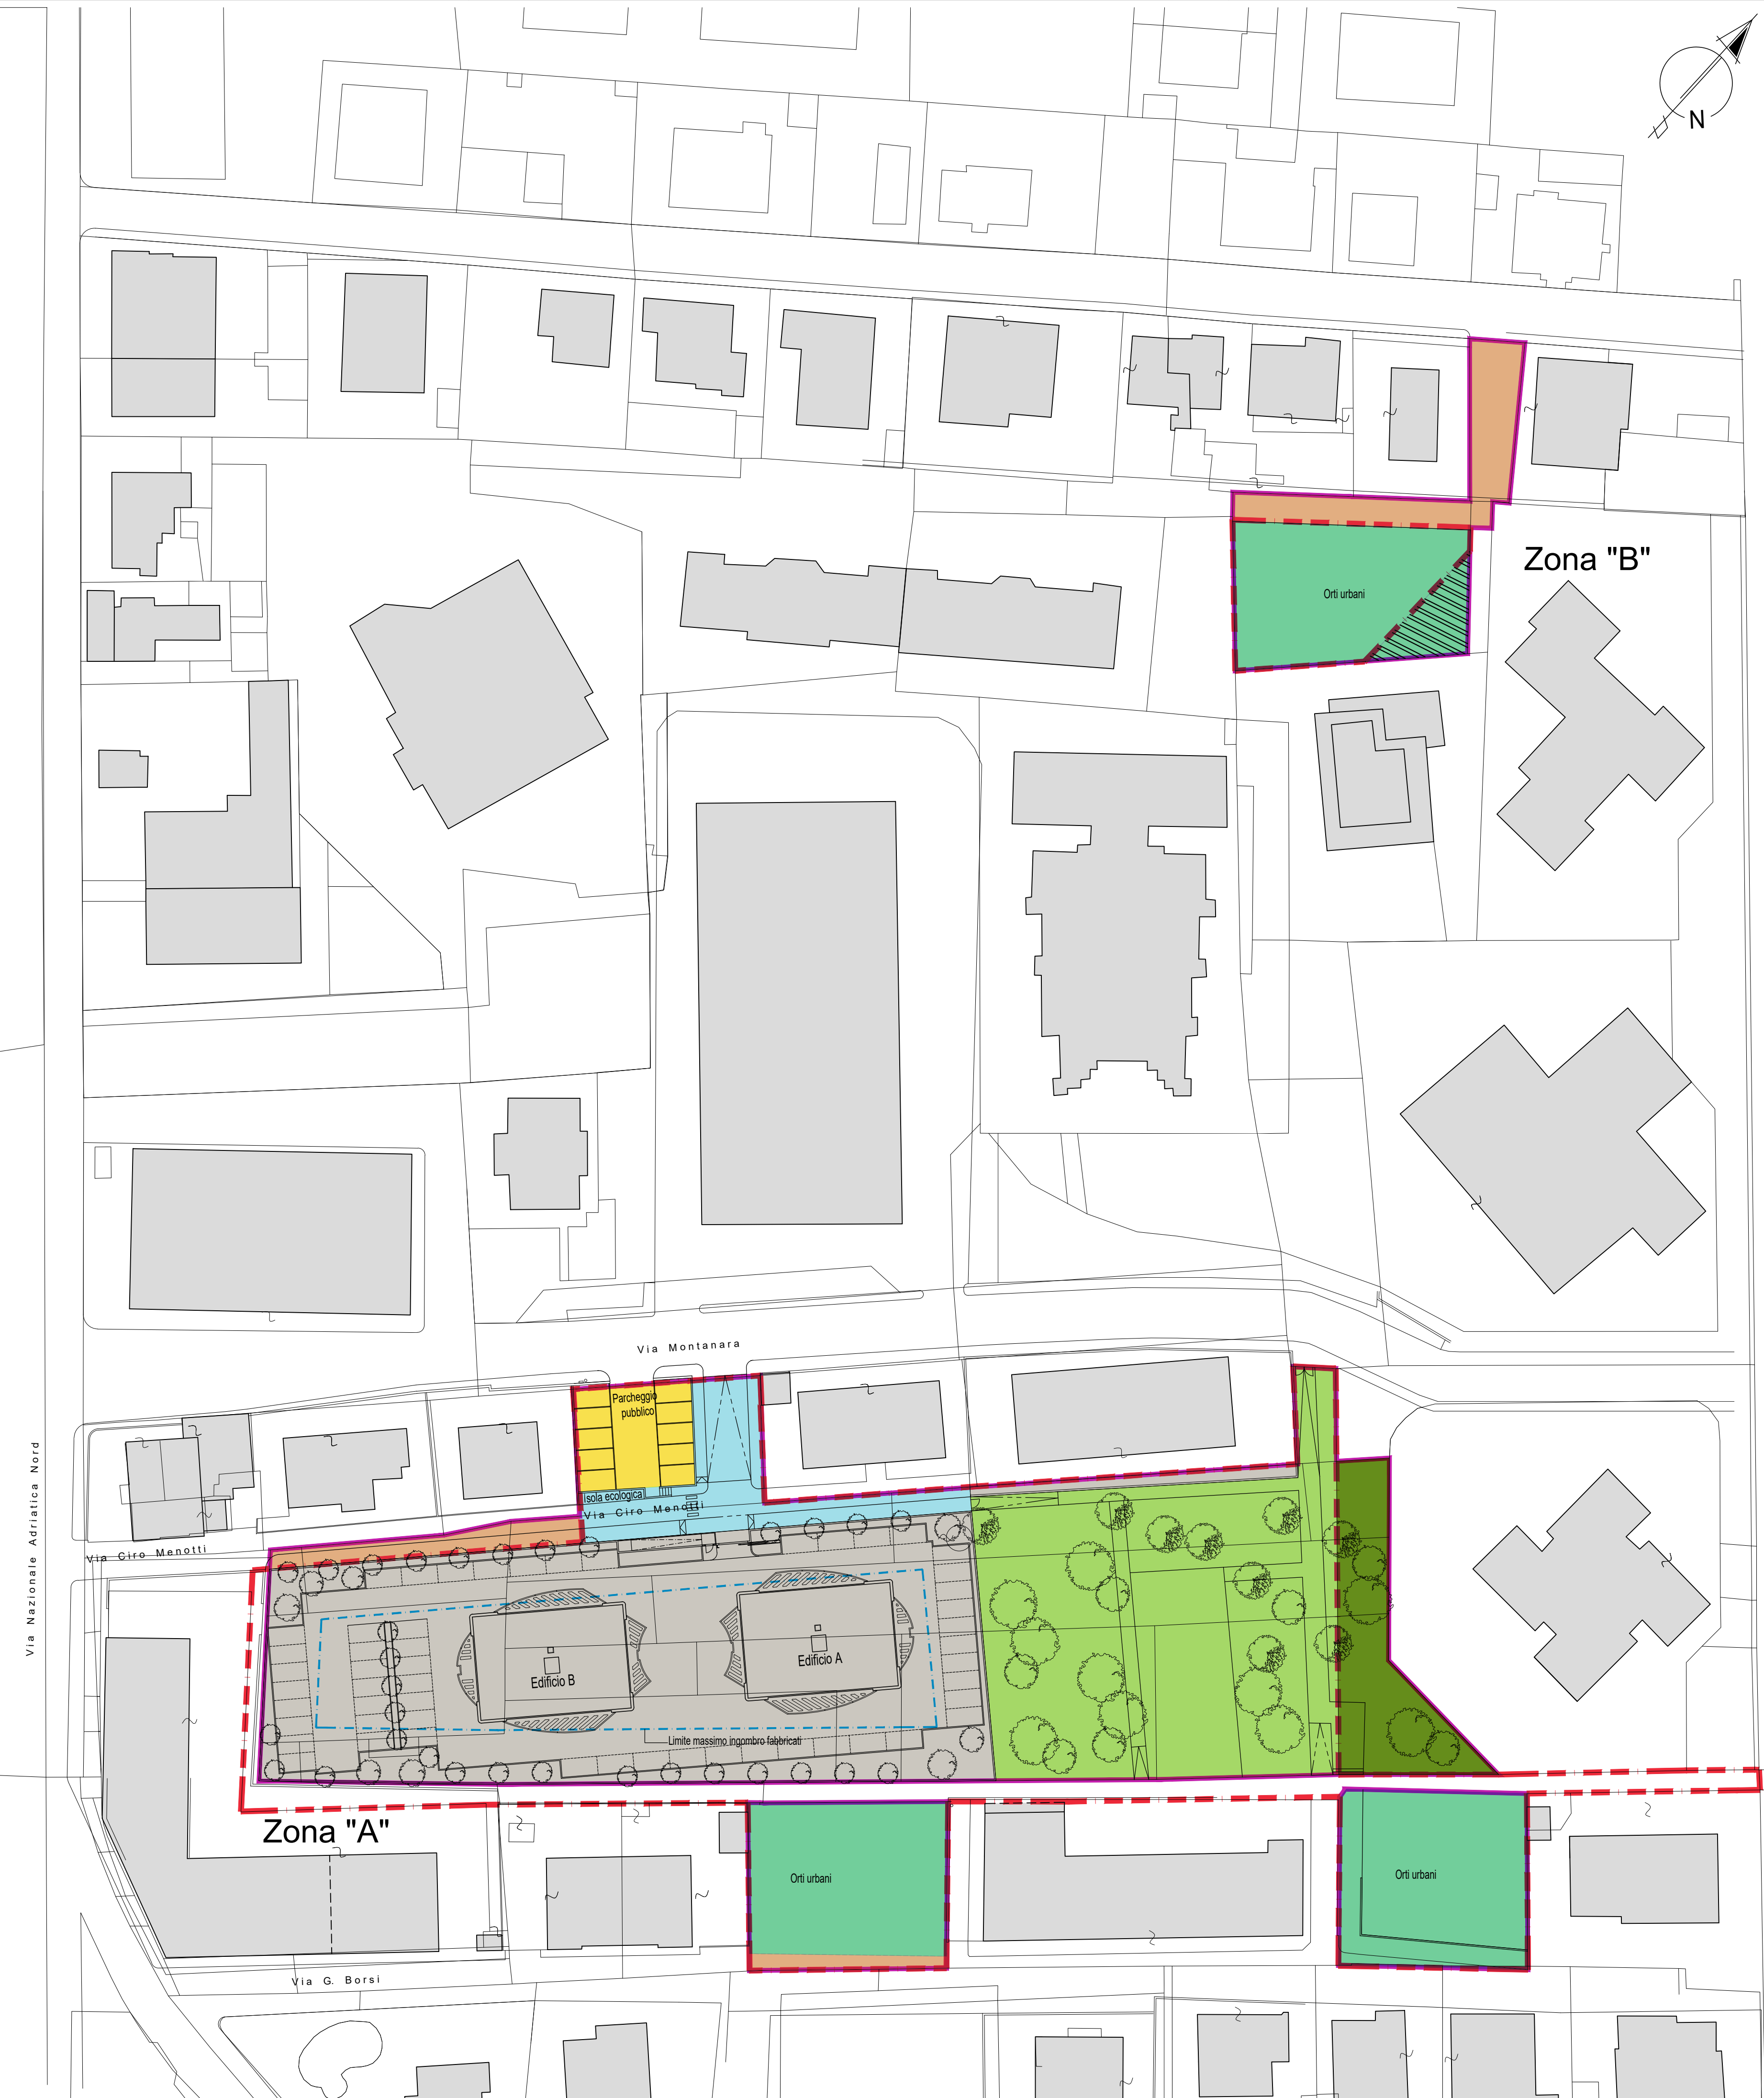 N
Zona "B"
Orti urbani
Via Montanara
Parcheggio
pubblico
Isola ecologica
Via Ciro Menotti
Via Ciro Menotti
Via Nazionale Adriatica Nord
Edificio A
Edificio B
Limite massimo ingombro fabbricati
Zona "A"
Orti urbani
Orti urbani
Via G. Borsi